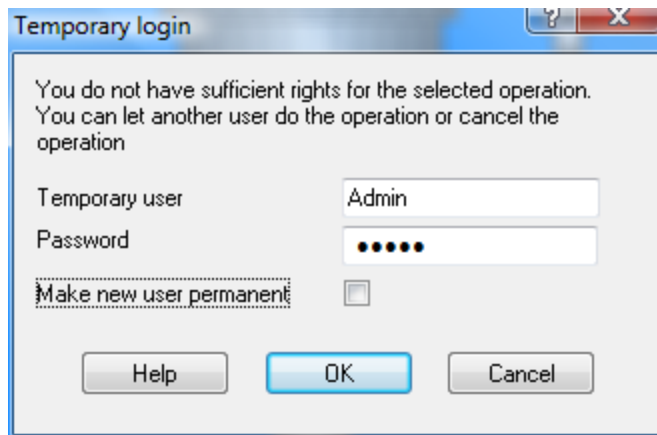 Temporary login
You do not have sufficient rights for the selected operation.
You can let another user do the operation or cancel the
operation
Temporary user Admin
Password •••••
Make new user permanent
Help OK Cancel